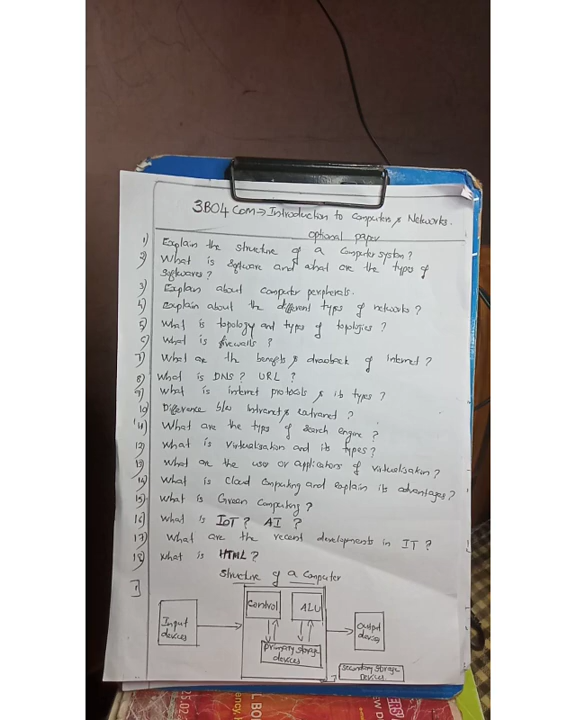 3BO4 Com → Introduction to Computers & Networks.
optional paper
1) Explain the structure of a Computer system?
2) What is software and what are the types of
Softwares?
3) Explain about computer peripherals.
4) Explain about the different types of networks?
5) What is topology and types of toplogies?
6) What is firewalls?
7) What are the benefits & drawback of internet?
8) What is DNS? URL?
9) What is internet protocols & its types?
10) Difference b/w Intranet & extranet?
11) What are the types of search engine?
12) What is virtualisation and its types?
13) What are the uses or applications of virtualisation?
14) What is Cloud Computing and explain its advantages?
15) What is Green Computing?
16) What is IoT? AI?
17) What are the recent developments in IT?
18) What is HTML?
Structure of a Computer
1
Control ALU
Input
devices
Output
devices
primary storage
devices
Secondary Storage
Devices
25.02
L BO